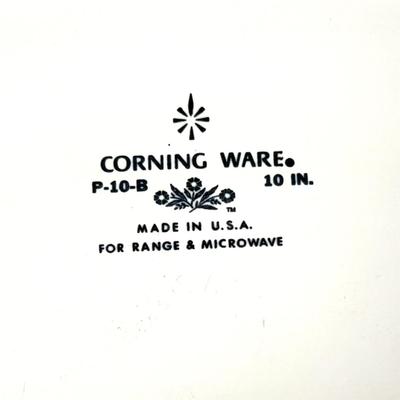 CORNING WARE®
P-10-B 10 IN.
™
MADE IN U.S.A.
FOR RANGE & MICROWAVE